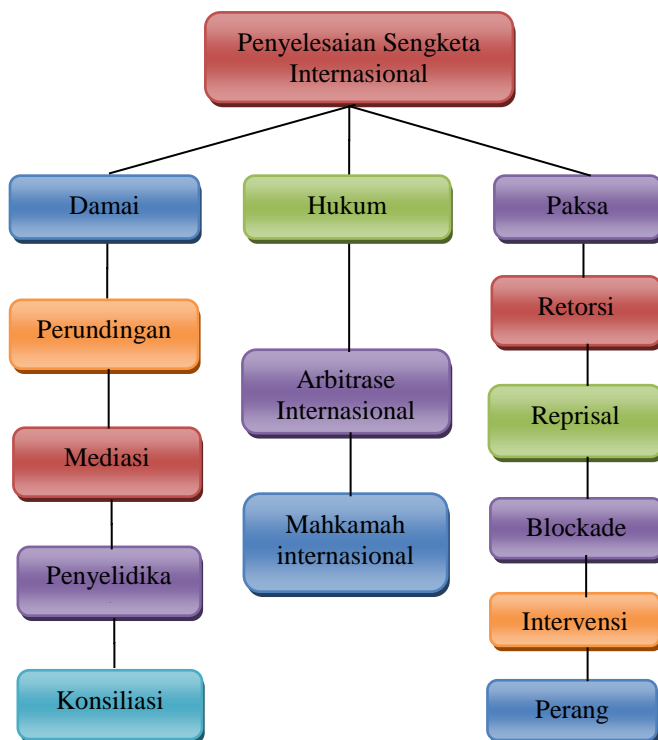 Penyelesaian Sengketa
Internasional
Damai
Hukum
Paksa
Perundingan
Retorsi
Arbitrase
Internasional
Reprisal
Mediasi
Mahkamah
internasional
Blockade
Penyelidika
Intervensi
Konsiliasi
Perang